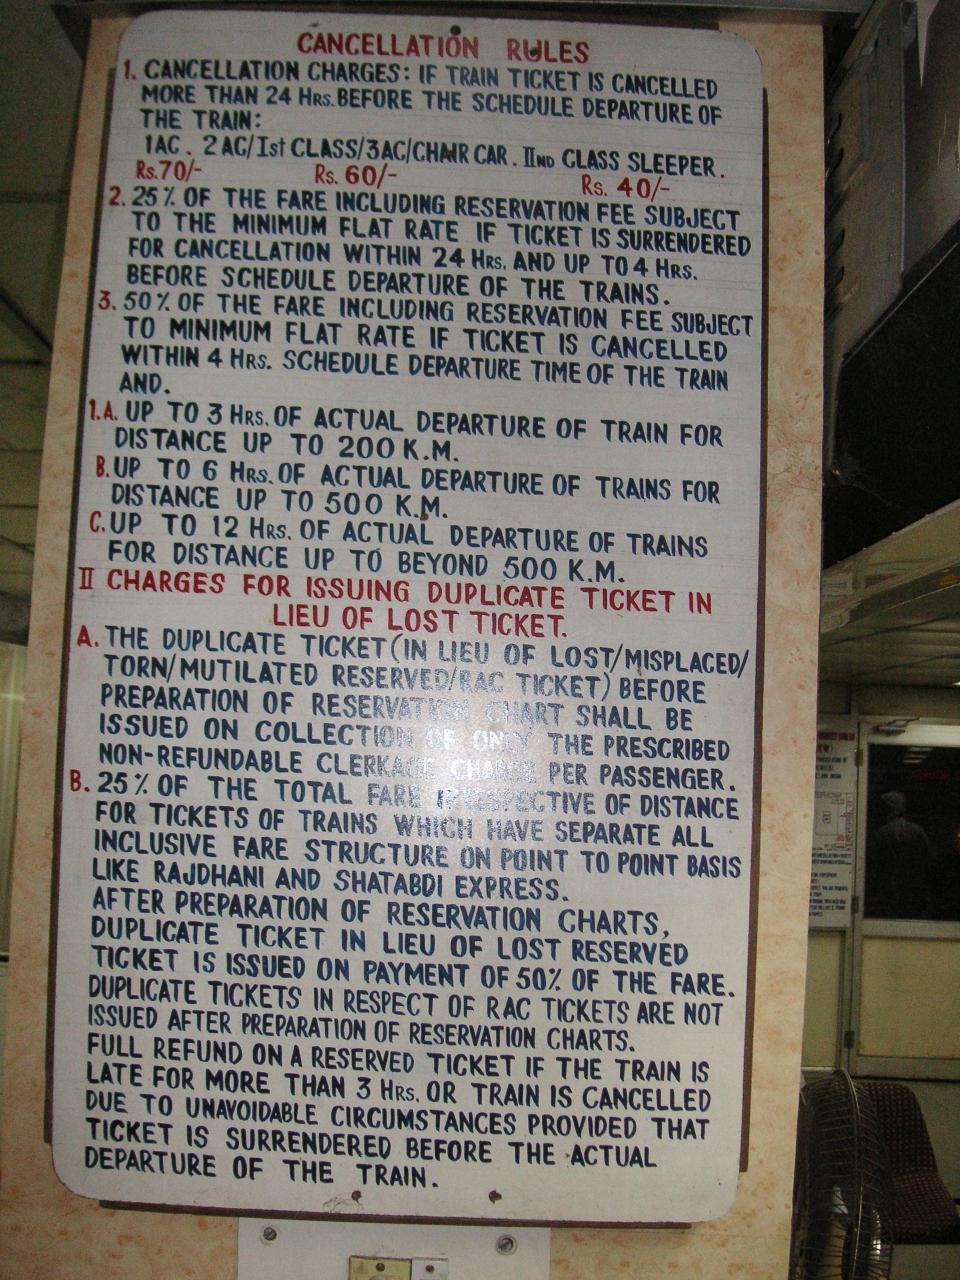 CANCELLATION RULES
1. CANCELLATION CHARGES: IF TRAIN TICKET IS CANCELLED
MORE THAN 24 HRS. BEFORE THE SCHEDULE DEPARTURE OF
THE TRAIN:
1AC. 2AC/Ist CLASS/3AC/CHAIR CAR. IIND CLASS SLEEPER.
Rs.70/- Rs. 60/- Rs. 40/-
2. 25% OF THE FARE INCLUDING RESERVATION FEE SUBJECT
TO THE MINIMUM FLAT RATE IF TICKET IS SURRENDERED
FOR CANCELLATION WITHIN 24 HRS. AND UP TO 4 HRS.
BEFORE SCHEDULE DEPARTURE OF THE TRAINS.
3. 50% OF THE FARE INCLUDING RESERVATION FEE SUBJECT
TO MINIMUM FLAT RATE IF TICKET IS CANCELLED
WITHIN 4 HRS. SCHEDULE DEPARTURE TIME OF THE TRAIN
AND.
1.A. UP TO 3 HRS. OF ACTUAL DEPARTURE OF TRAIN FOR
DISTANCE UP TO 200 K.M.
B. UP TO 6 HRS. OF ACTUAL DEPARTURE OF TRAINS FOR
DISTANCE UP TO 500 K.M.
C. UP TO 12 HRS. OF ACTUAL DEPARTURE OF TRAINS
FOR DISTANCE UP TO BEYOND 500 K.M.
II CHARGES FOR ISSUING DUPLICATE TICKET IN
LIEU OF LOST TICKET.
A. THE DUPLICATE TICKET (IN LIEU OF LOST/MISPLACED/
TORN/MUTILATED RESERVED/RAC TICKET) BEFORE
PREPARATION OF RESERVATION CHART SHALL BE
ISSUED ON COLLECTION OF ONLY THE PRESCRIBED
NON-REFUNDABLE CLERKAGE CHARGE PER PASSENGER.
B. 25% OF THE TOTAL FARE IRRESPECTIVE OF DISTANCE
FOR TICKETS OF TRAINS WHICH HAVE SEPARATE ALL
INCLUSIVE FARE STRUCTURE ON POINT TO POINT BASIS
LIKE RAJDHANI AND SHATABDI EXPRESS.
AFTER PREPARATION OF RESERVATION CHARTS,
DUPLICATE TICKET IN LIEU OF LOST RESERVED
TICKET IS ISSUED ON PAYMENT OF 50% OF THE FARE.
DUPLICATE TICKETS IN RESPECT OF RAC TICKETS ARE NOT
ISSUED AFTER PREPARATION OF RESERVATION CHARTS.
FULL REFUND ON A RESERVED TICKET IF THE TRAIN IS
LATE FOR MORE THAN 3 HRS. OR TRAIN IS CANCELLED
DUE TO UNAVOIDABLE CIRCUMSTANCES PROVIDED THAT
TICKET IS SURRENDERED BEFORE THE ACTUAL
DEPARTURE OF THE TRAIN.